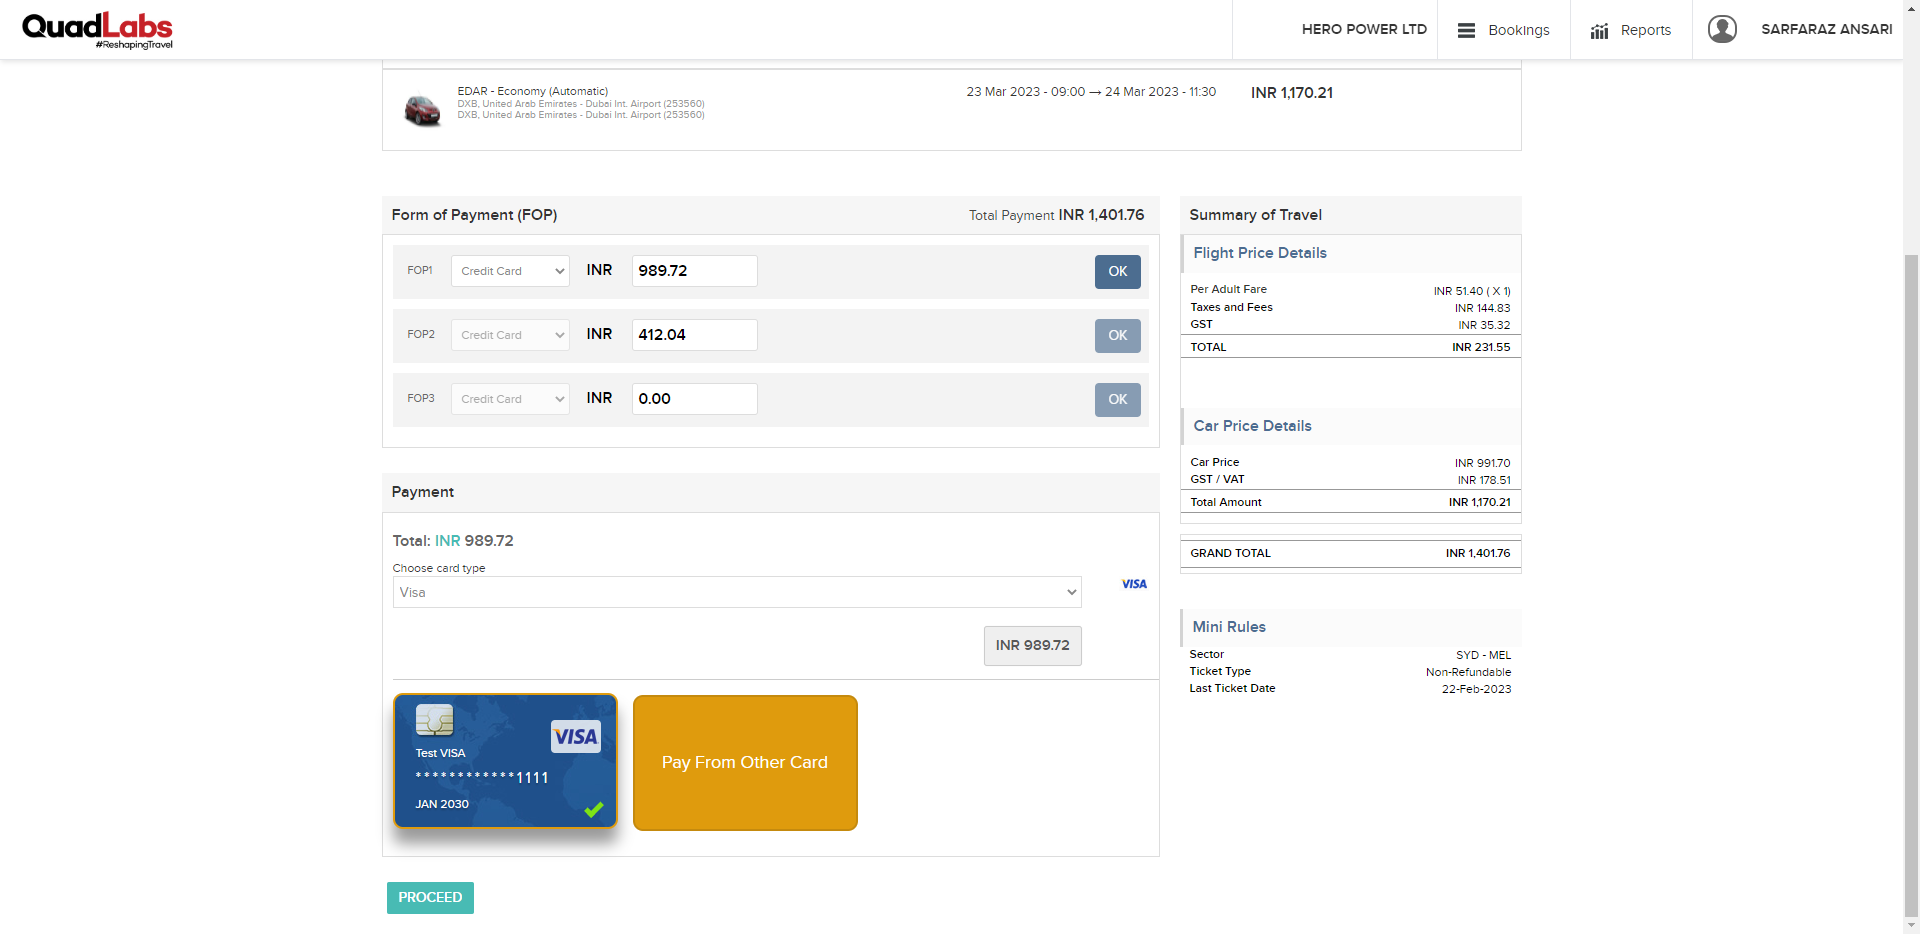 QuadLabs
#ReshapingTravel
HERO POWER LTD
Bookings
Reports
SARFARAZ ANSARI
EDAR - Economy (Automatic)
DXB, United Arab Emirates - Dubai Int. Airport (253560)
DXB, United Arab Emirates - Dubai Int. Airport (253560)
23 Mar 2023 - 09:00 → 24 Mar 2023 - 11:30
INR 1,170.21
Form of Payment (FOP)
Total Payment INR 1,401.76
FOP1 Credit Card INR 989.72 OK
FOP2 Credit Card INR 412.04 OK
FOP3 Credit Card INR 0.00 OK
Payment
Total: INR 989.72
Choose card type
Visa
VISA
INR 989.72
VISA
Test VISA
************1111
JAN 2030
Pay From Other Card
PROCEED
Summary of Travel
Flight Price Details
Per Adult Fare INR 51.40 ( X 1)
Taxes and Fees INR 144.83
GST INR 35.32
TOTAL INR 231.55
Car Price Details
Car Price INR 991.70
GST / VAT INR 178.51
Total Amount INR 1,170.21
GRAND TOTAL INR 1,401.76
Mini Rules
Sector SYD - MEL
Ticket Type Non-Refundable
Last Ticket Date 22-Feb-2023